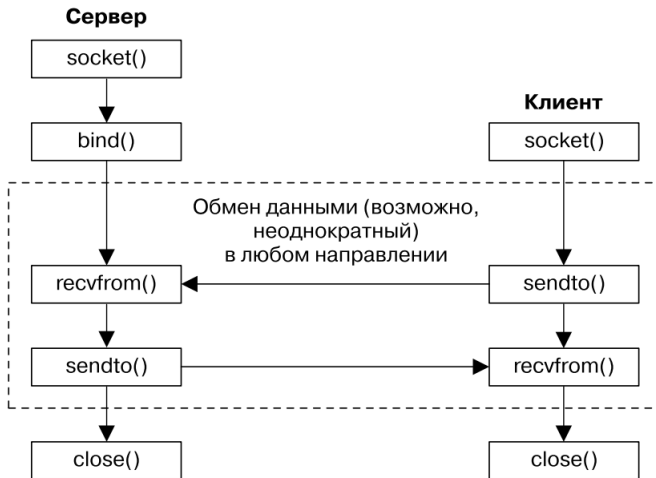 Сервер
socket()
Клиент
bind()
socket()
Обмен данными (возможно,
неоднократный)
в любом направлении
recvfrom()
sendto()
sendto()
recvfrom()
close()
close()